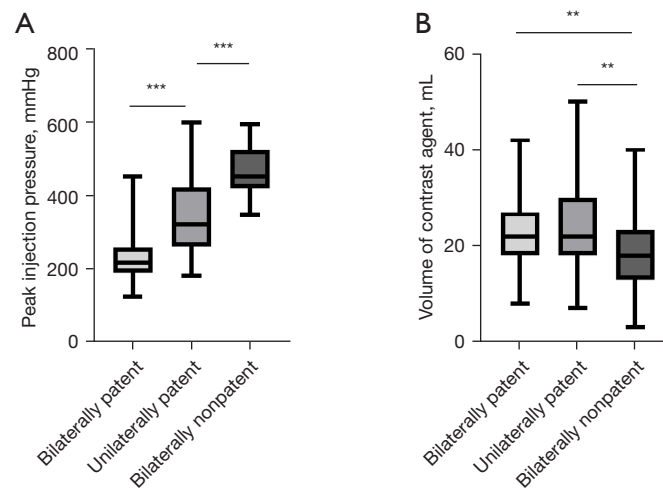 A
Peak injection pressure, mmHg
800
600
400
200
0
***
***
Bilaterally patent
Unilaterally patent
Bilaterally nonpatent
B
Volume of contrast agent, mL
60
40
20
0
**
**
Bilaterally patent
Unilaterally patent
Bilaterally nonpatent